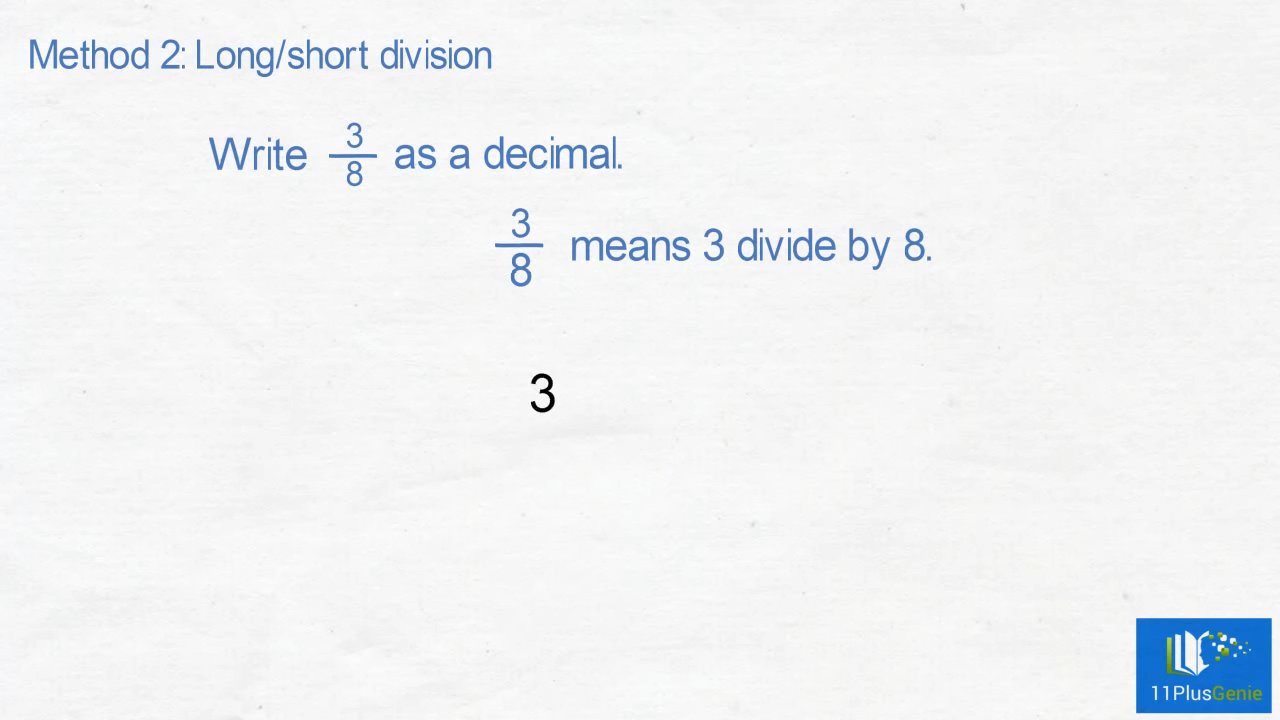 Method 2: Long/short division
Write 3/8 as a decimal.
3/8 means 3 divide by 8.
3
11PlusGenie